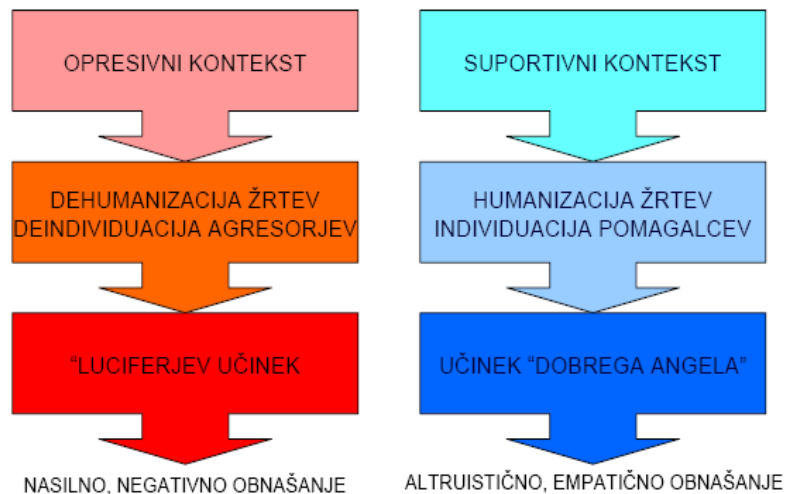 OPRESIVNI KONTEKST
DEHUMANIZACIJA ŽRTEV
DEINDIVIDUACIJA AGRESORJEV
“LUCIFERJEV UČINEK
NASILNO, NEGATIVNO OBNAŠANJE
SUPORTIVNI KONTEKST
HUMANIZACIJA ŽRTEV
INDIVIDUACIJA POMAGALCEV
UČINEK “DOBREGA ANGELA”
ALTRUISTIČNO, EMPATIČNO OBNAŠANJE